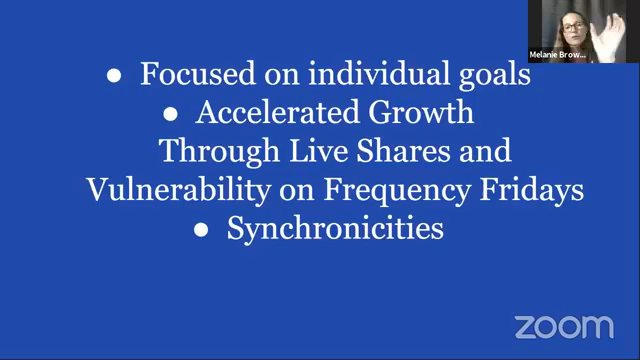 Melanie Brow...
● Focused on individual goals
● Accelerated Growth
Through Live Shares and
Vulnerability on Frequency Fridays
● Synchronicities
zoom